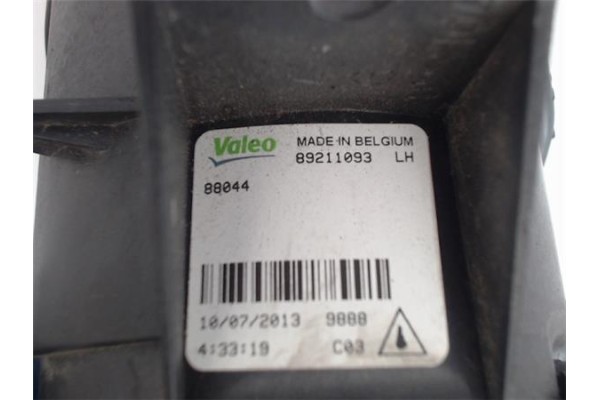 Valeo MADE IN BELGIUM
89211093 LH
88044
10/07/2013 9888
4:33:19 C03